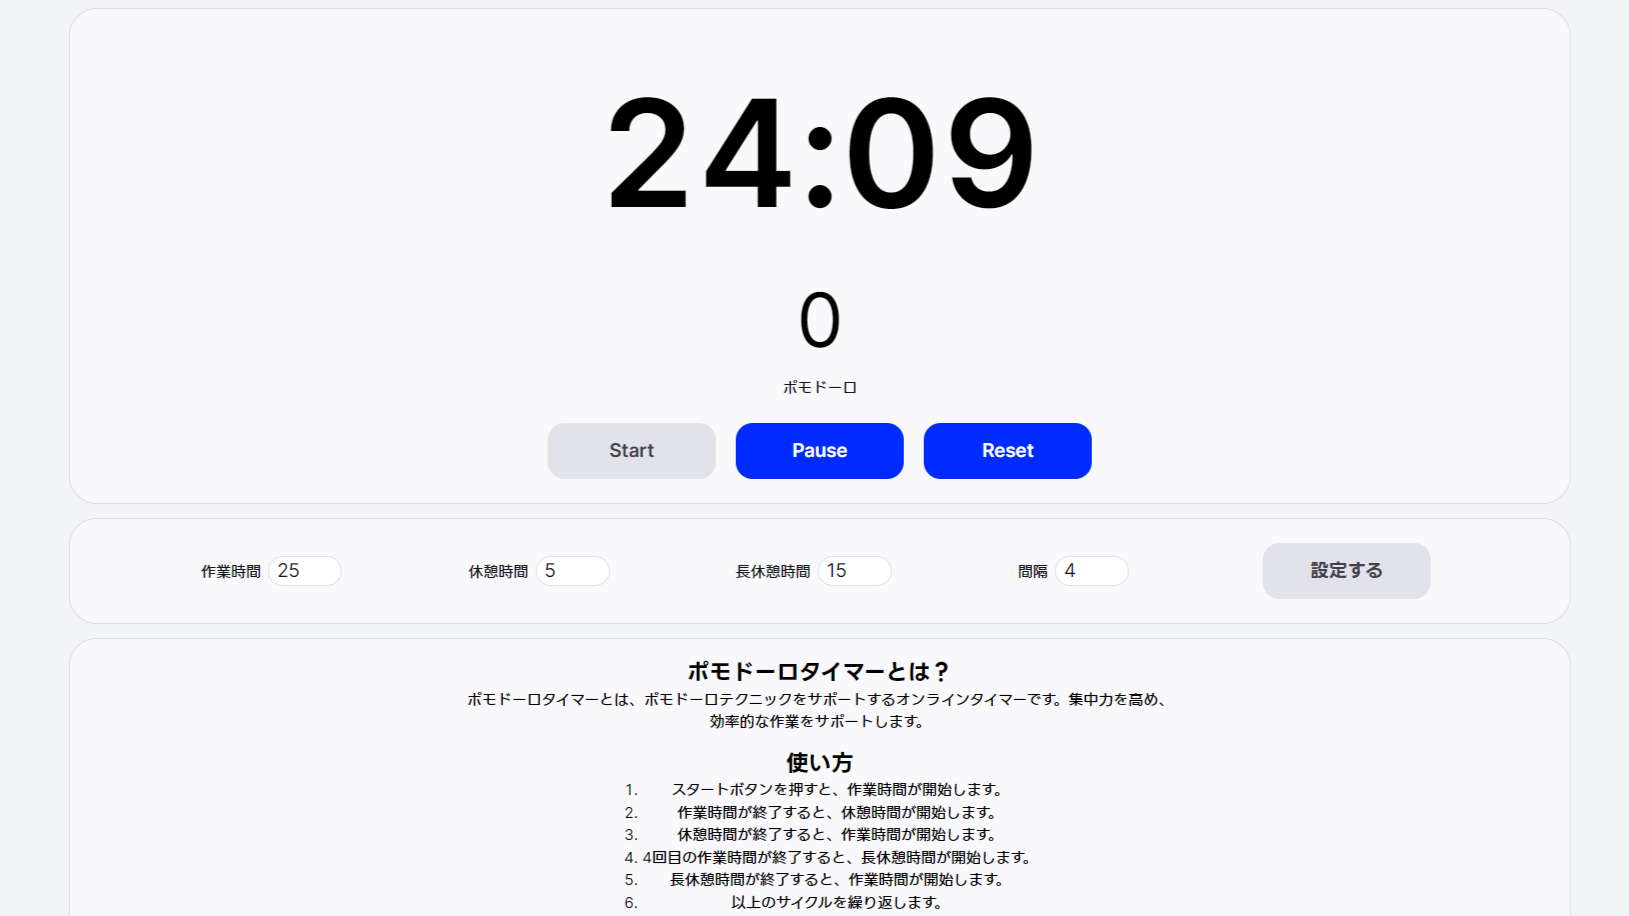 24:09
0
ポモドーロ
Start Pause Reset
作業時間 25 休憩時間 5 長休憩時間 15 間隔 4 設定する
ポモドーロタイマーとは？
ポモドーロタイマーとは、ポモドーロテクニックをサポートするオンラインタイマーです。集中力を高め、
効率的な作業をサポートします。
使い方
1. スタートボタンを押すと、作業時間が開始します。
2. 作業時間が終了すると、休憩時間が開始します。
3. 休憩時間が終了すると、作業時間が開始します。
4. 4回目の作業時間が終了すると、長休憩時間が開始します。
5. 長休憩時間が終了すると、作業時間が開始します。
6. 以上のサイクルを繰り返します。